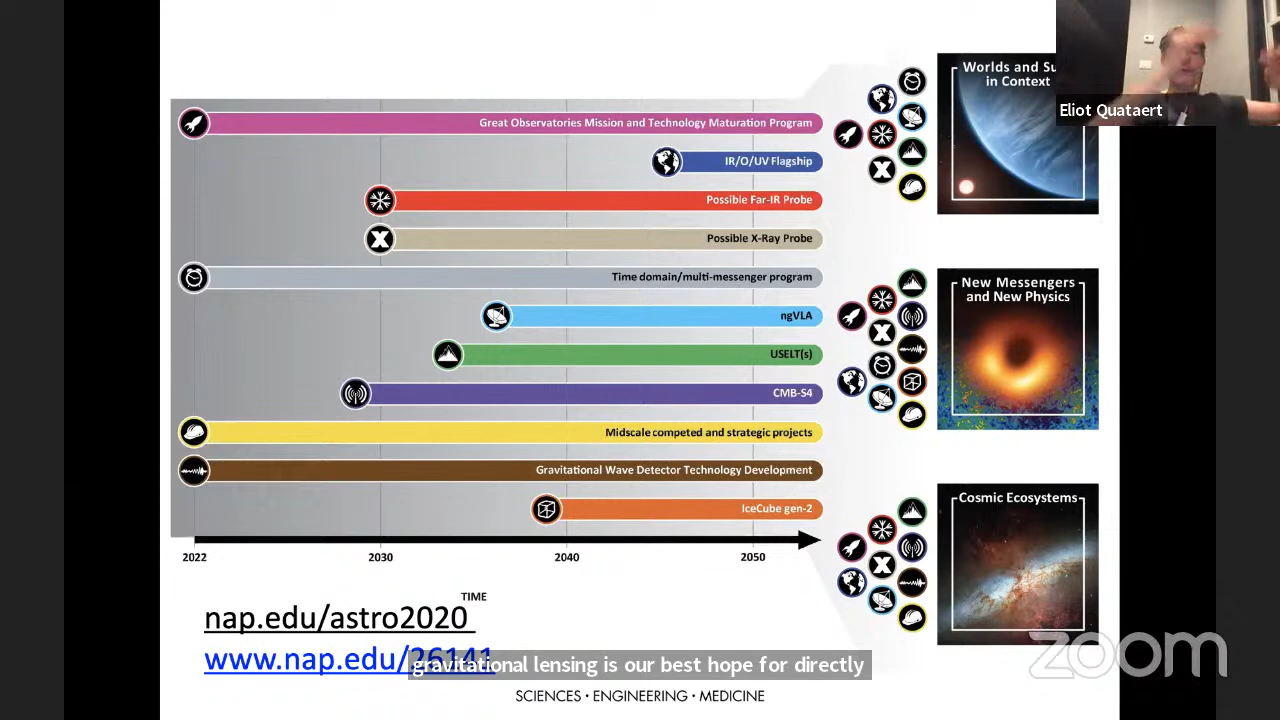 Worlds and Su
in Context
Eliot Quataert
Great Observatories Mission and Technology Maturation Program
IR/O/UV Flagship
Possible Far-IR Probe
Possible X-Ray Probe
Time domain/multi-messenger program
ngVLA
USELT(s)
CMB-S4
Midscale competed and strategic projects
Gravitational Wave Detector Technology Development
IceCube gen-2
2022 2030 2040 2050
TIME
New Messengers
and New Physics
Cosmic Ecosystems
nap.edu/astro2020
www.nap.edu/26141
gravitational lensing is our best hope for directly
SCIENCES • ENGINEERING • MEDICINE
zoom